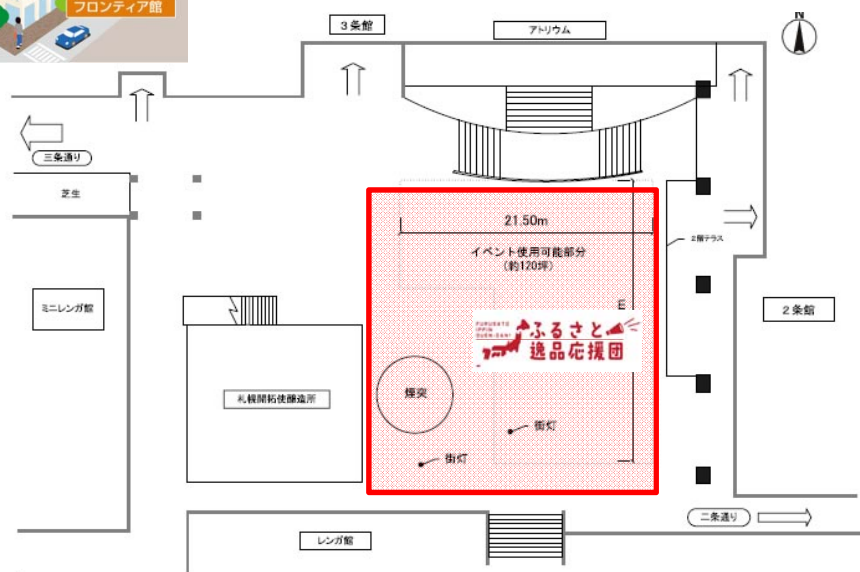 フロンティア館
3条館
アトリウム
N
三条通り
芝生
21.50m
イベント使用可能部分
(約120坪)
2階テラス
ミニレンガ館
2条館
FURUSATO
IPPIN
OUEN-DAN!
ふるさと
逸品応援団
札幌開拓使醸造所
煙突
街灯
街灯
二条通り
レンガ館